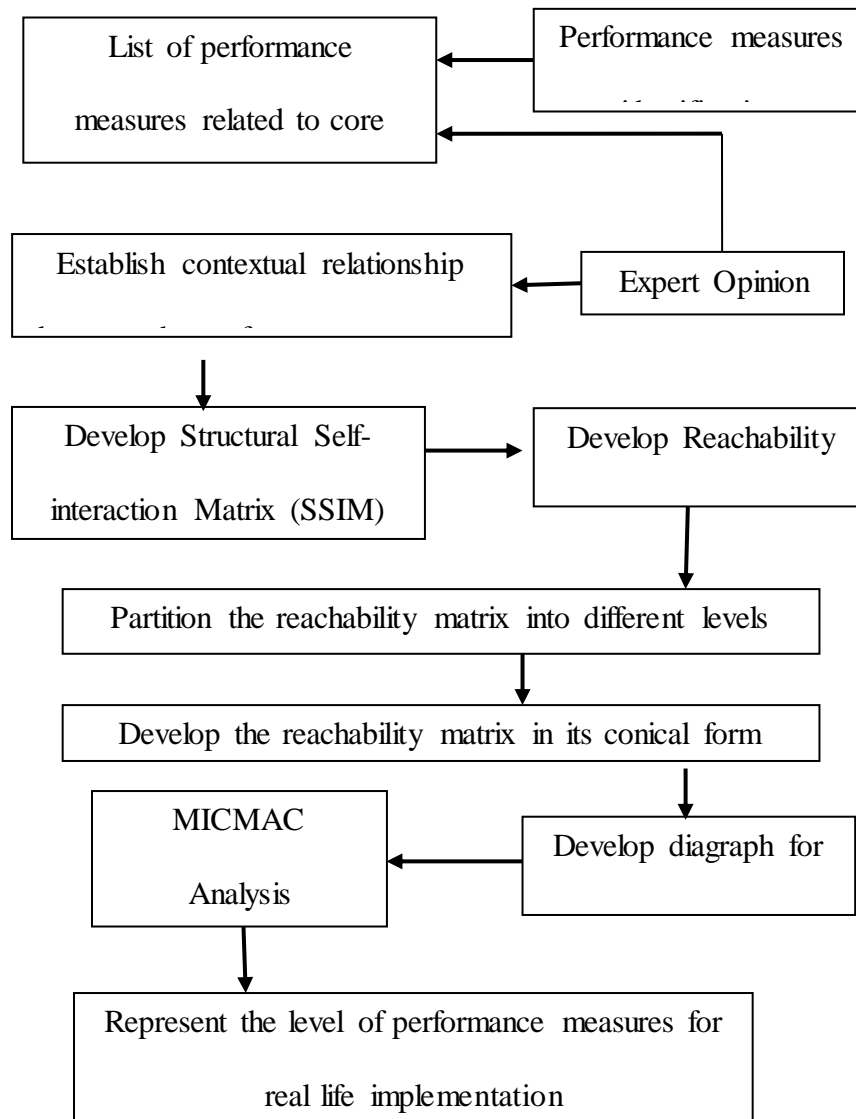 List of performance
measures related to core
Performance measures
Establish contextual relationship
Expert Opinion
Develop Structural Self-
interaction Matrix (SSIM)
Develop Reachability
Partition the reachability matrix into different levels
Develop the reachability matrix in its conical form
MICMAC
Analysis
Develop diagraph for
Represent the level of performance measures for
real life implementation